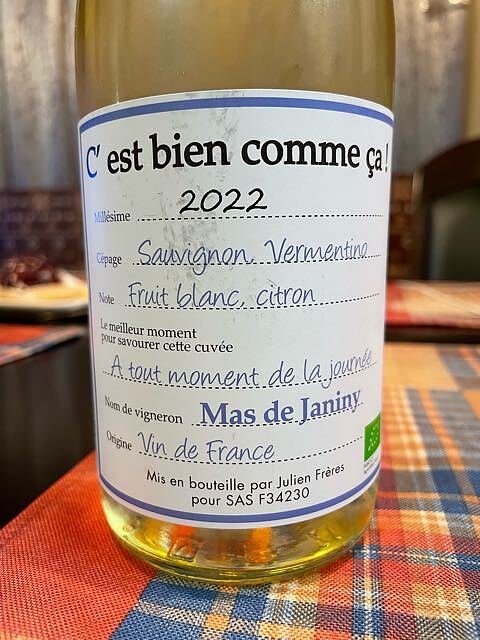 C' est bien comme ça !
Millésime 2022
Cépage Sauvignon, Vermentino
Note Fruit blanc, citron
Le meilleur moment
pour savourer cette cuvée
A tout moment de la journée
Nom de vigneron Mas de Janiny
Origine Vin de France
Mis en bouteille par Julien Frères
pour SAS F34230